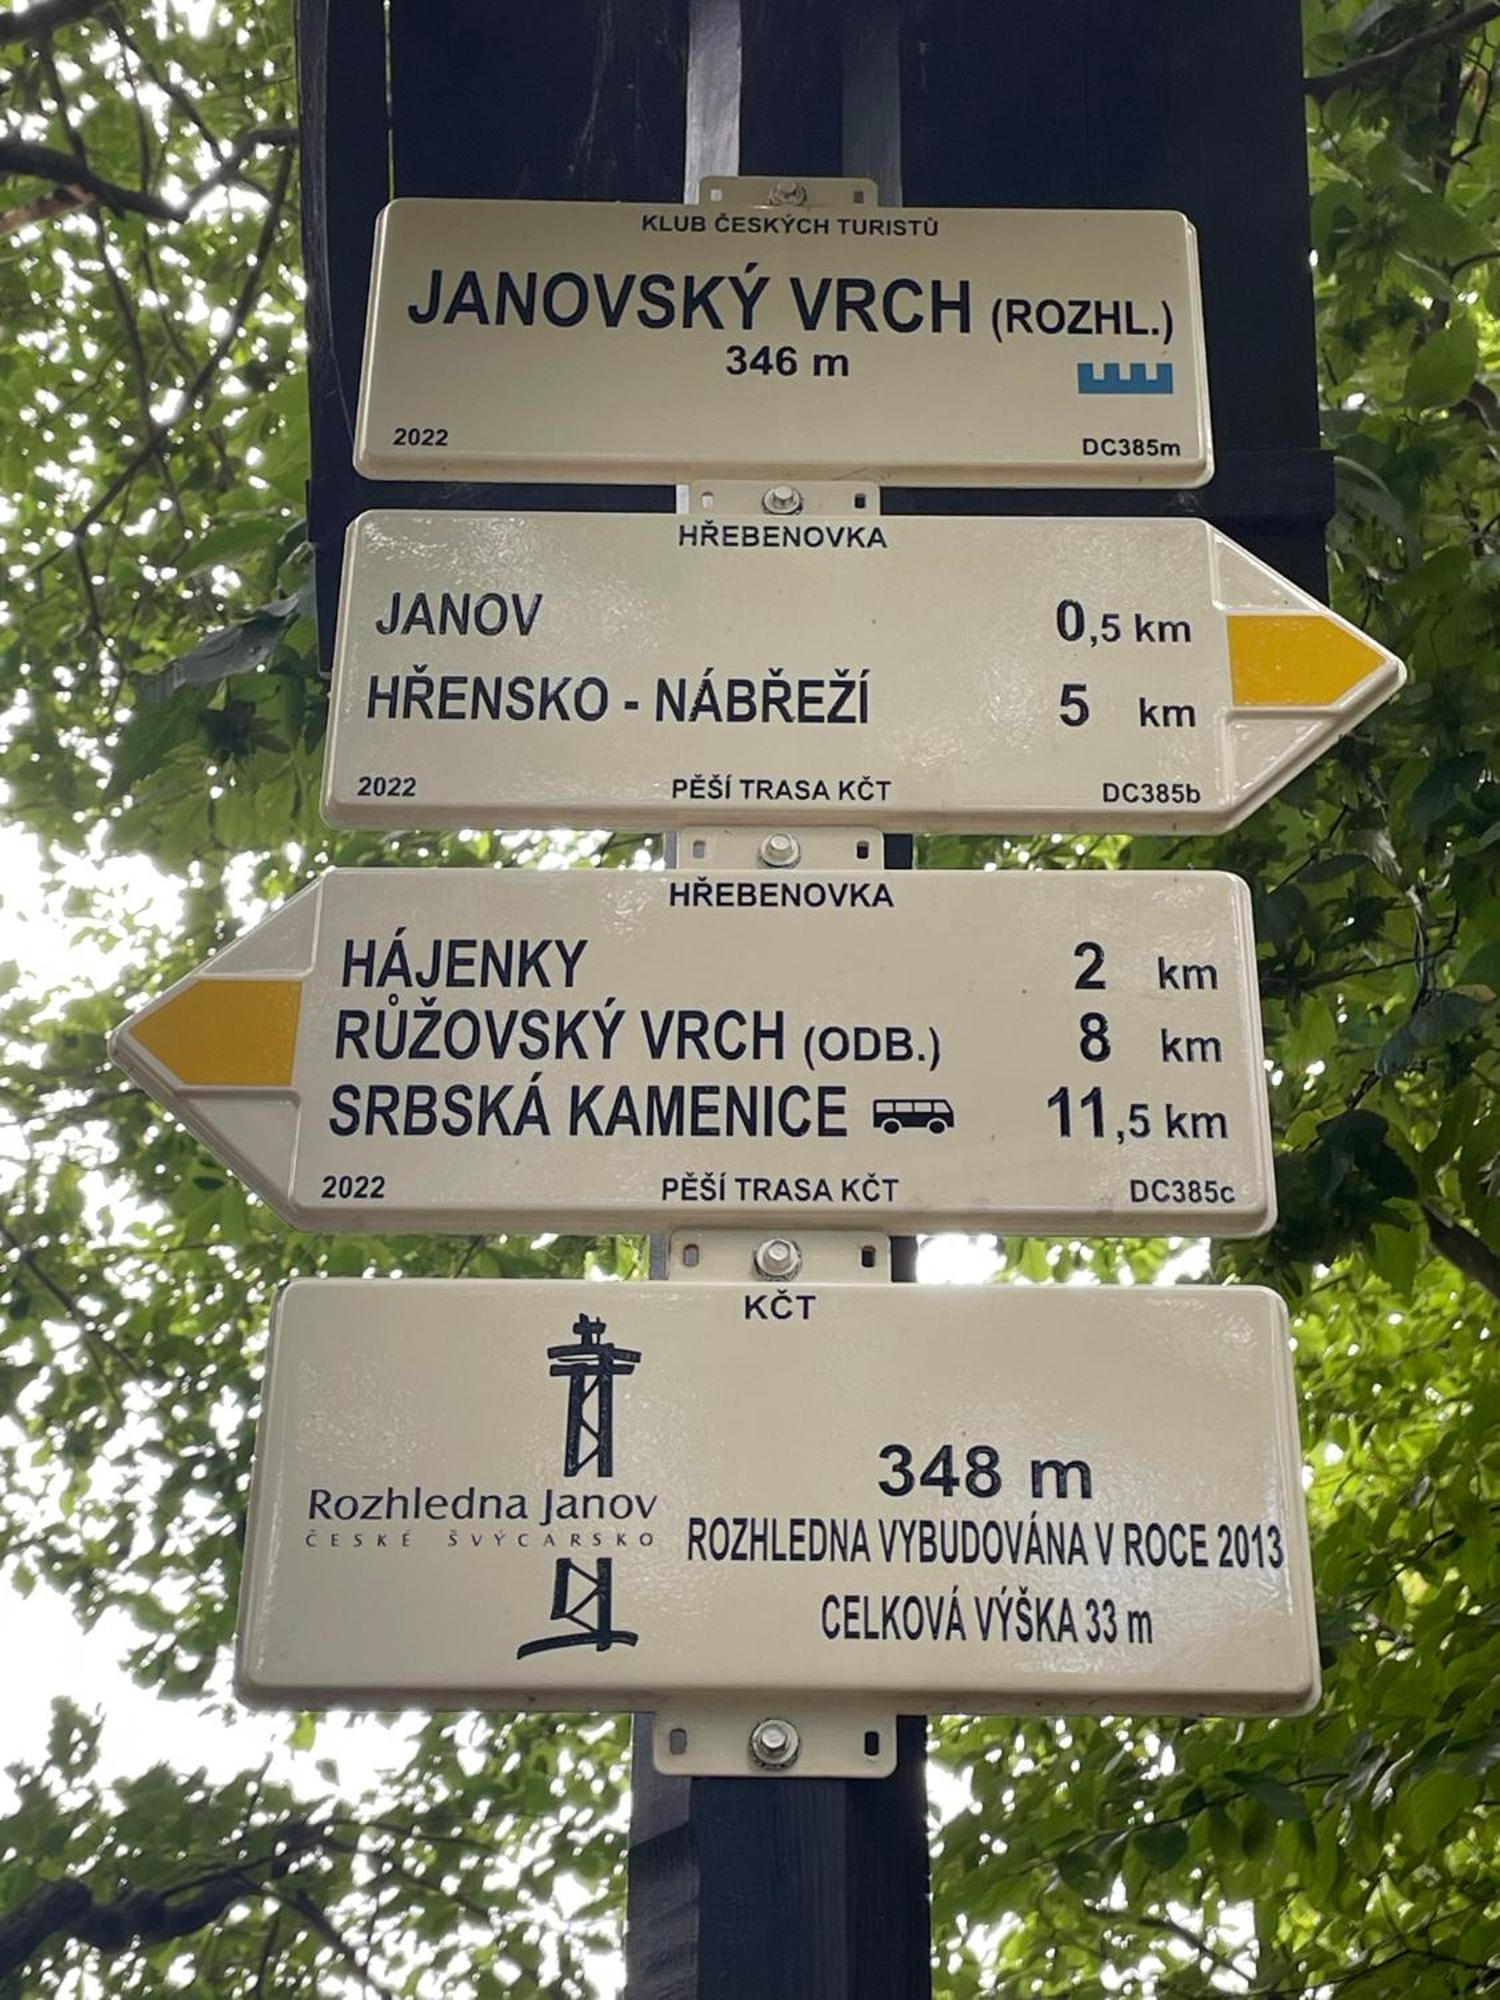 KLUB ČESKÝCH TURISTŮ
JANOVSKÝ VRCH (ROZHL.)
346 m
2022 DC385m
HŘEBENOVKA
JANOV 0,5 km
HŘENSKO - NÁBŘEŽÍ 5 km
2022 PĚŠÍ TRASA KČT DC385b
HŘEBENOVKA
HÁJENKY 2 km
RŮŽOVSKÝ VRCH (ODB.) 8 km
SRBSKÁ KAMENICE 11,5 km
2022 PĚŠÍ TRASA KČT DC385c
KČT
Rozhledna Janov
ČESKÉ ŠVÝCARSKO
348 m
ROZHLEDNA VYBUDOVÁNA V ROCE 2013
CELKOVÁ VÝŠKA 33 m